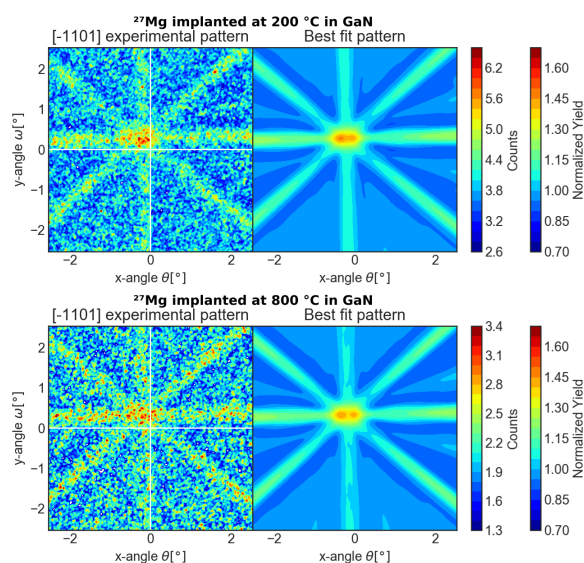 ²⁷Mg implanted at 200 °C in GaN
[-1101] experimental pattern Best fit pattern
y-angle ω[°]
2
1
0
−1
−2
−2 0 2 −2 0 2
x-angle θ[°] x-angle θ[°]
6.2
5.6
5.0
4.4
3.8
3.2
2.6
Counts
1.60
1.45
1.30
1.15
1.00
0.85
0.70
Normalized Yield
²⁷Mg implanted at 800 °C in GaN
[-1101] experimental pattern Best fit pattern
y-angle ω[°]
2
1
0
−1
−2
−2 0 2 −2 0 2
x-angle θ[°] x-angle θ[°]
3.4
3.1
2.8
2.5
2.2
1.9
1.6
1.3
Counts
1.60
1.45
1.30
1.15
1.00
0.85
0.70
Normalized Yield